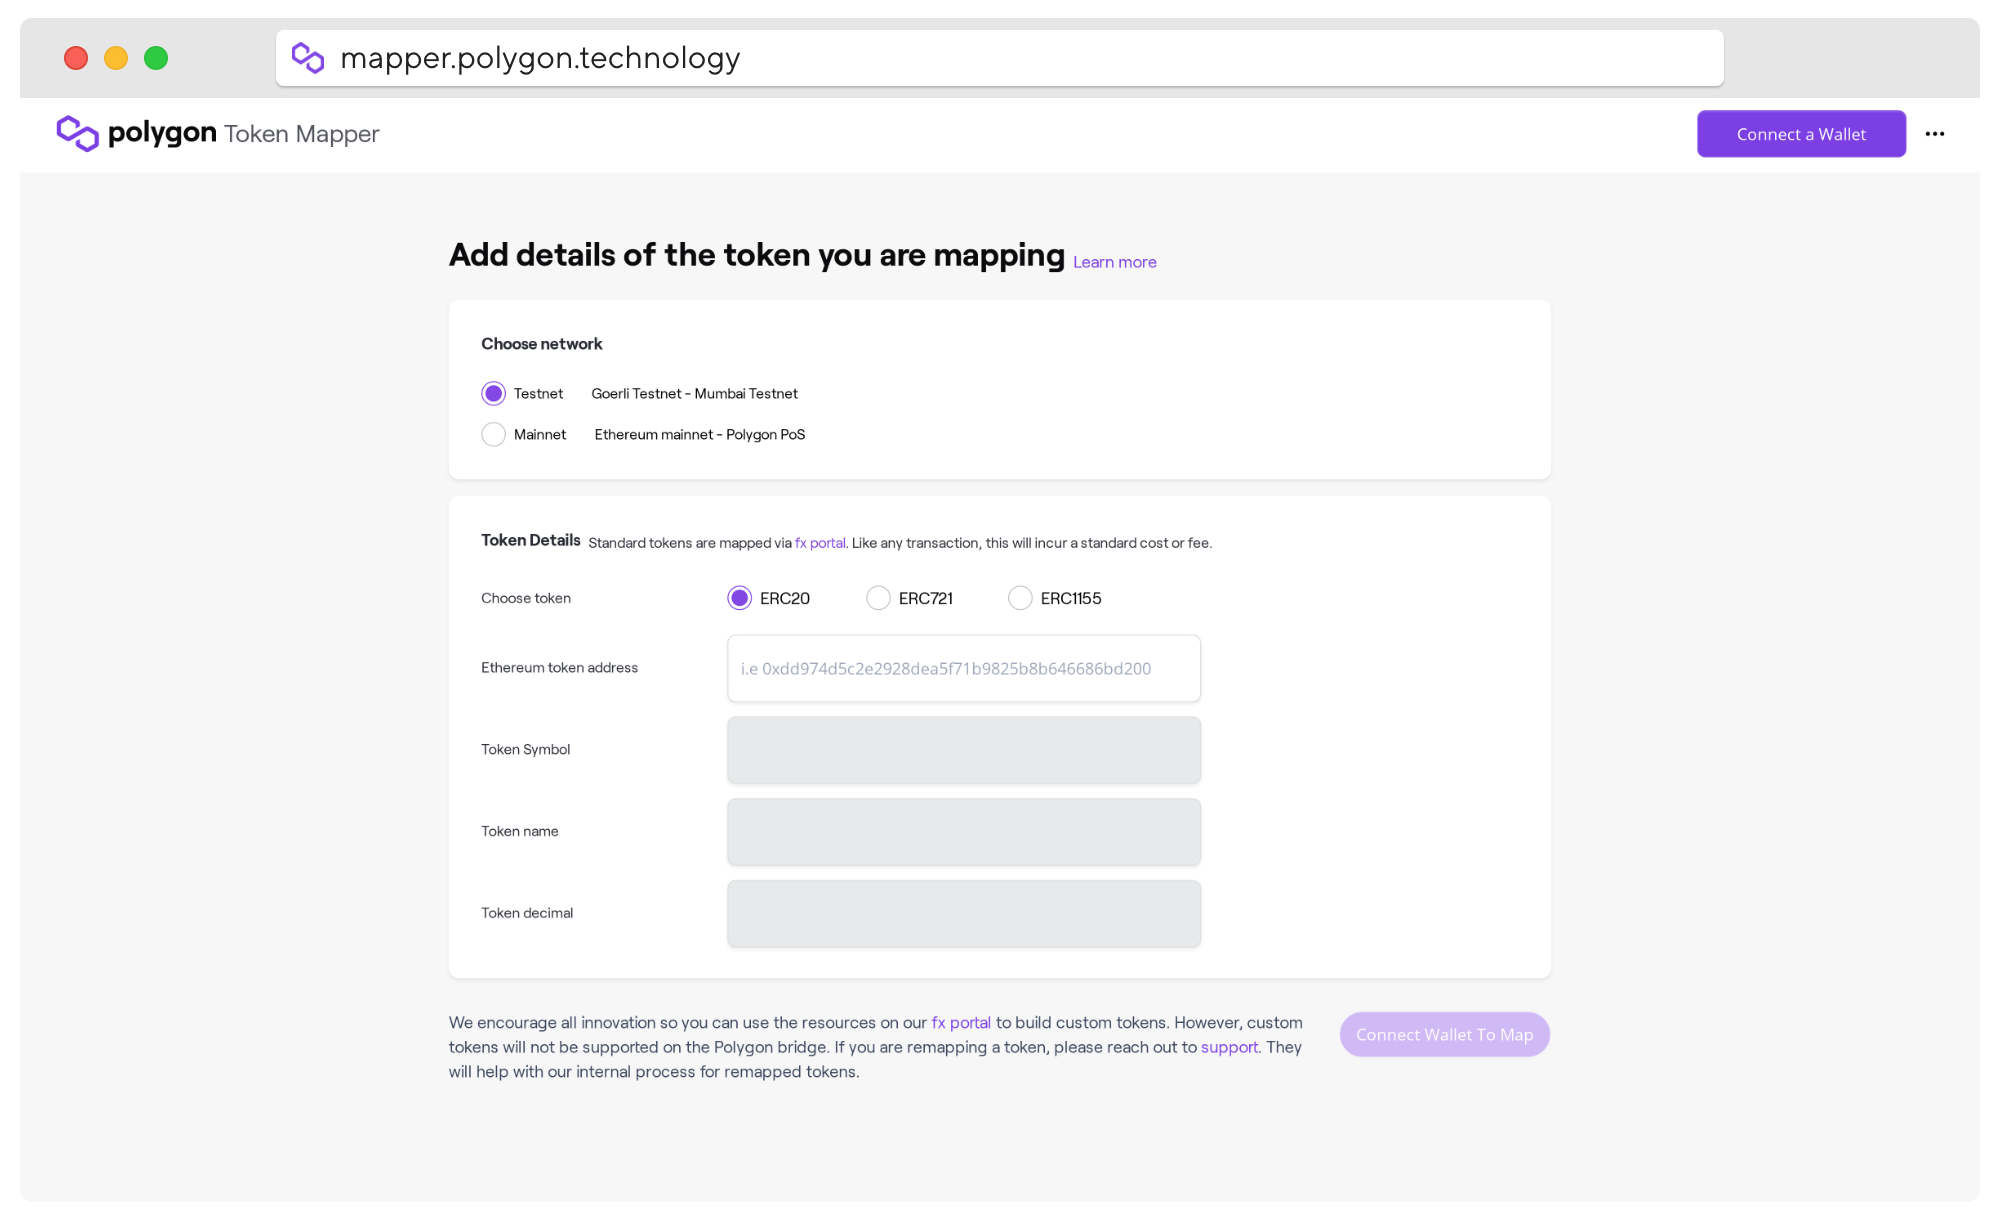 mapper.polygon.technology
polygon Token Mapper
Connect a Wallet
Add details of the token you are mapping Learn more
Choose network
Testnet Goerli Testnet - Mumbai Testnet
Mainnet Ethereum mainnet - Polygon PoS
Token Details Standard tokens are mapped via fx portal. Like any transaction, this will incur a standard cost or fee.
Choose token ERC20 ERC721 ERC1155
Ethereum token address i.e 0xdd974d5c2e2928dea5f71b9825b8b646686bd200
Token Symbol
Token name
Token decimal
We encourage all innovation so you can use the resources on our fx portal to build custom tokens. However, custom
tokens will not be supported on the Polygon bridge. If you are remapping a token, please reach out to support. They
will help with our internal process for remapped tokens.
Connect Wallet To Map